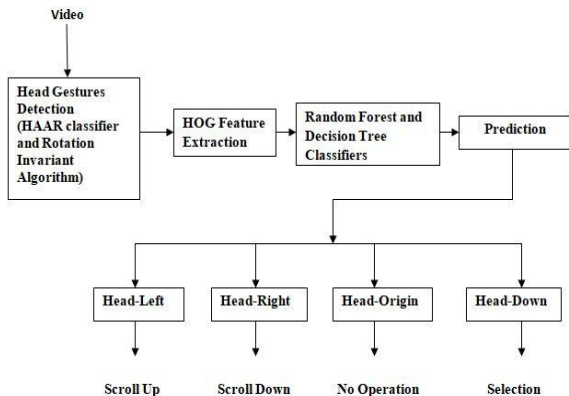 Video
Head Gestures
Detection
(HAAR classifier
and Rotation
Invariant
Algorithm)
HOG Feature
Extraction
Random Forest and
Decision Tree
Classifiers
Prediction
Head-Left
Head-Right
Head-Origin
Head-Down
Scroll Up
Scroll Down
No Operation
Selection